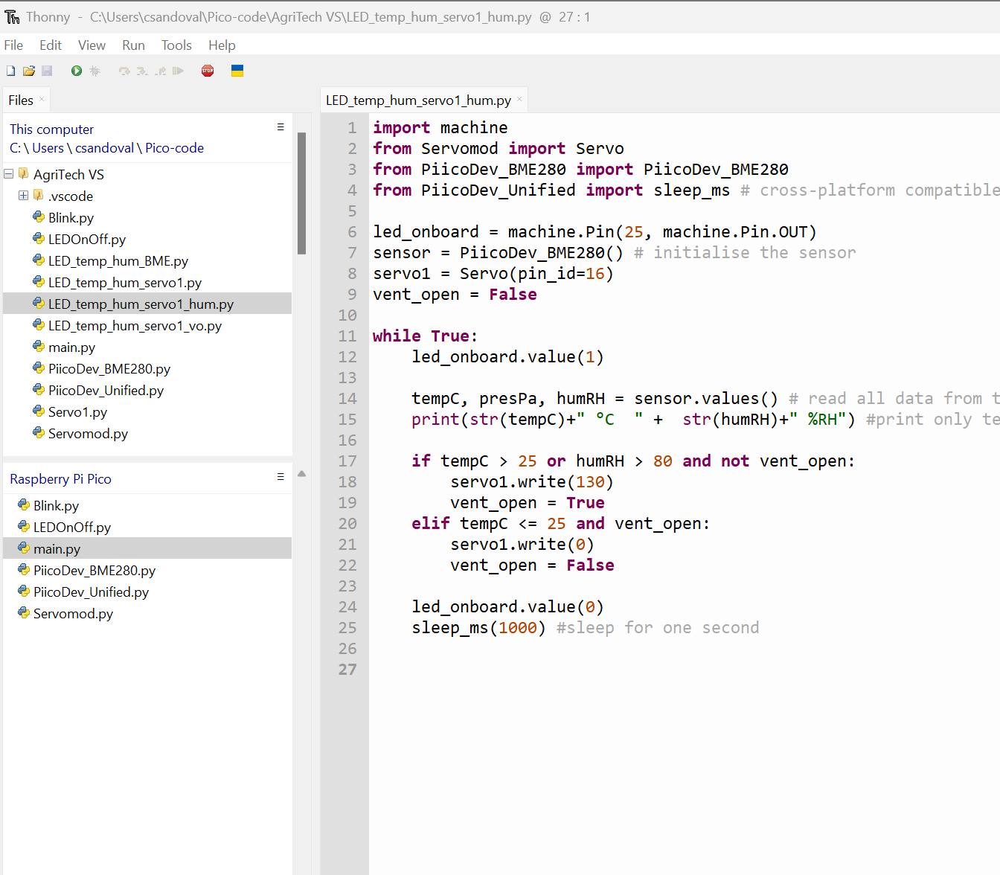 Thonny - C:\Users\csandoval\Pico-code\AgriTech VS\LED_temp_hum_servo1_hum.py @ 27 : 1
File Edit View Run Tools Help
STOP
Files
This computer
C: \ Users \ csandoval \ Pico-code
AgriTech VS
.vscode
Blink.py
LEDOnOff.py
LED_temp_hum_BME.py
LED_temp_hum_servo1.py
LED_temp_hum_servo1_hum.py
LED_temp_hum_servo1_vo.py
main.py
PiicoDev_BME280.py
PiicoDev_Unified.py
Servo1.py
Servomod.py
Raspberry Pi Pico
Blink.py
LEDOnOff.py
main.py
PiicoDev_BME280.py
PiicoDev_Unified.py
Servomod.py
LED_temp_hum_servo1_hum.py
1 import machine
2 from Servomod import Servo
3 from PiicoDev_BME280 import PiicoDev_BME280
4 from PiicoDev_Unified import sleep_ms # cross-platform compatible
5
6 led_onboard = machine.Pin(25, machine.Pin.OUT)
7 sensor = PiicoDev_BME280() # initialise the sensor
8 servo1 = Servo(pin_id=16)
9 vent_open = False
10
11 while True:
12     led_onboard.value(1)
13
14     tempC, presPa, humRH = sensor.values() # read all data from t
15     print(str(tempC)+" °C  " +  str(humRH)+" %RH") #print only te
16
17     if tempC > 25 or humRH > 80 and not vent_open:
18         servo1.write(130)
19         vent_open = True
20     elif tempC <= 25 and vent_open:
21         servo1.write(0)
22         vent_open = False
23
24     led_onboard.value(0)
25     sleep_ms(1000) #sleep for one second
26
27